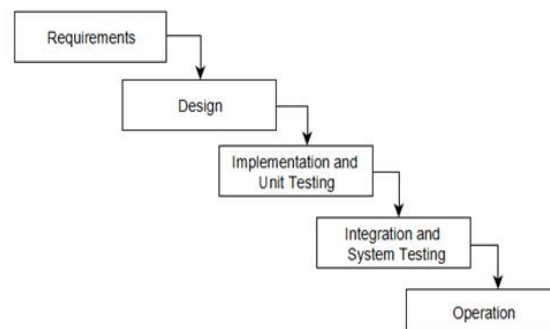 Requirements
Design
Implementation and
Unit Testing
Integration and
System Testing
Operation